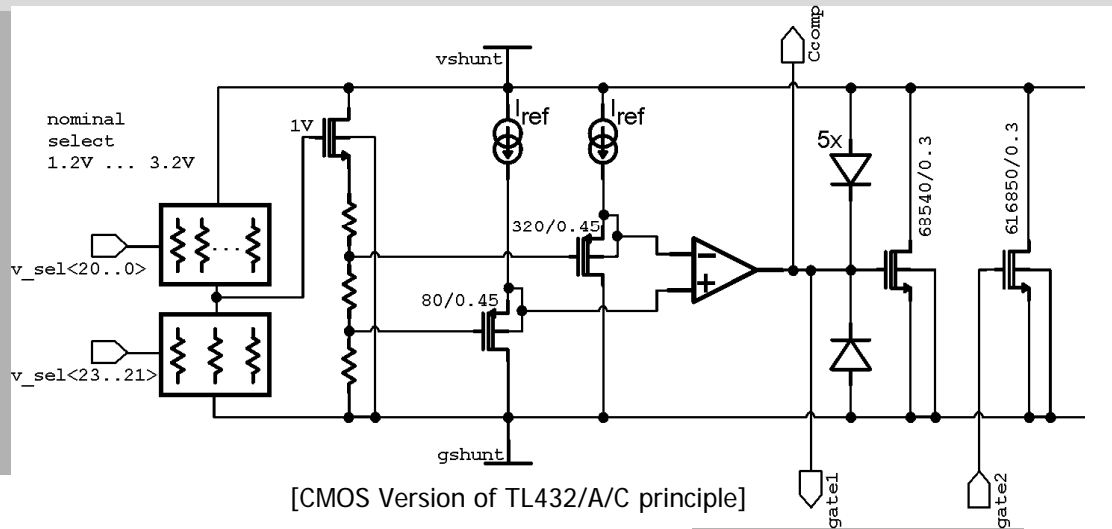 Ccomp
vshunt
Iref
Iref
nominal
select
1.2V ... 3.2V
1V
5x
68540/0.3
616850/0.3
320/0.45
...
v_sel<20..0>
80/0.45
v_sel<23..21>
gshunt
gate1
gate2
[CMOS Version of TL432/A/C principle]